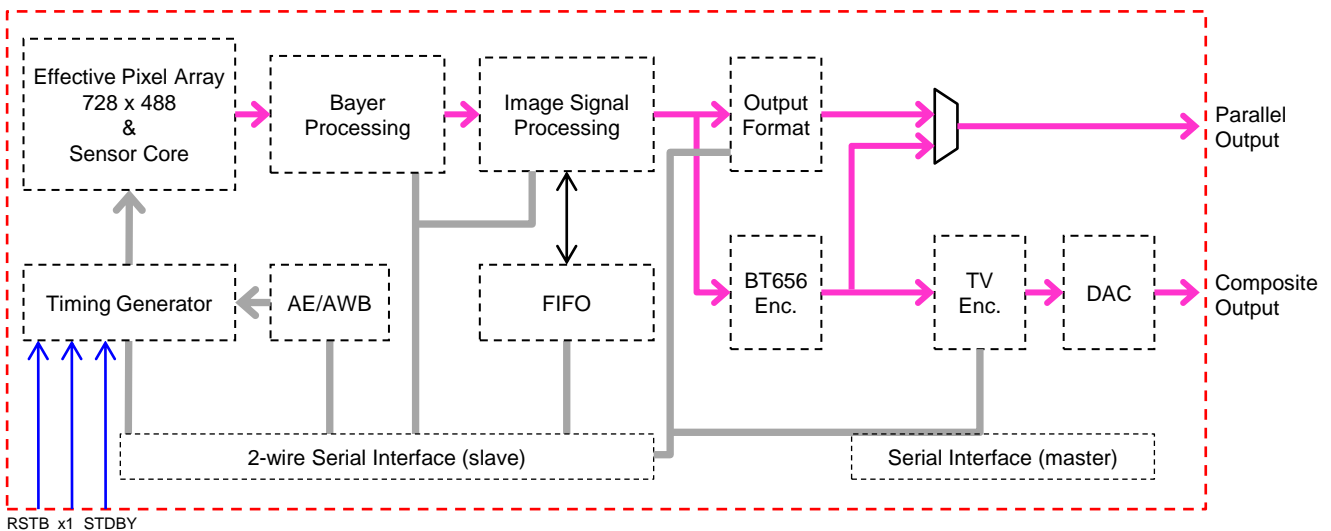 Effective Pixel Array
728 x 488
&
Sensor Core
Bayer
Processing
Image Signal
Processing
Output
Format
Parallel
Output
Timing Generator
AE/AWB
FIFO
BT656
Enc.
TV
Enc.
DAC
Composite
Output
2-wire Serial Interface (slave)
Serial Interface (master)
RSTB x1 STDBY